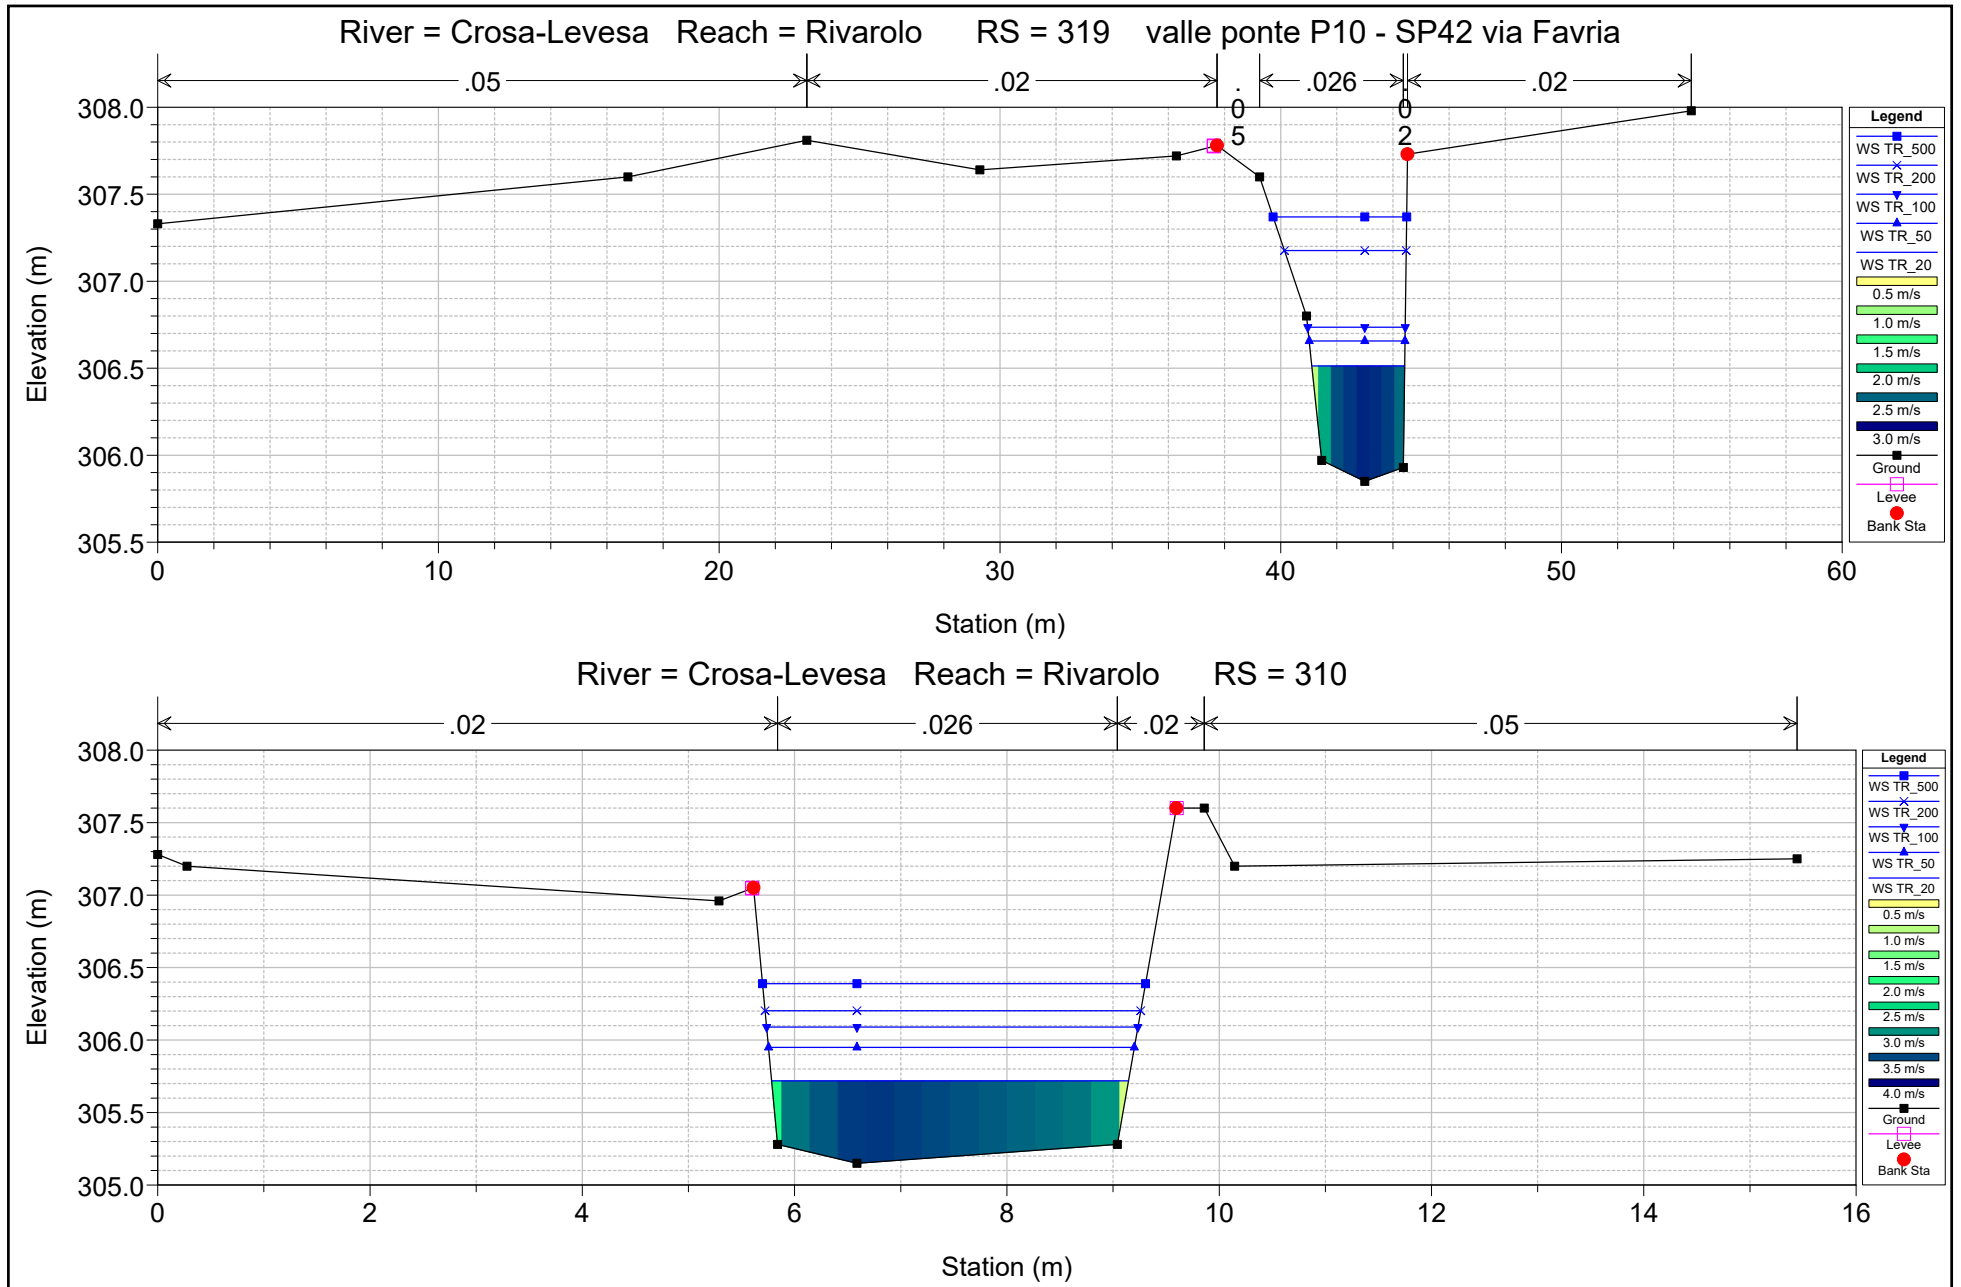 River = Crosa-Levesa Reach = Rivarolo RS = 319 valle ponte P10 - SP42 via Favria
.05 .02 .05 .026 .02 .02
308.0
307.5
307.0
306.5
306.0
305.5
Elevation (m)
0 10 20 30 40 50 60
Station (m)
Legend
WS TR_500
WS TR_200
WS TR_100
WS TR_50
WS TR_20
0.5 m/s
1.0 m/s
1.5 m/s
2.0 m/s
2.5 m/s
3.0 m/s
Ground
Levee
Bank Sta
River = Crosa-Levesa Reach = Rivarolo RS = 310
.02 .026 .02 .05
308.0
307.5
307.0
306.5
306.0
305.5
305.0
Elevation (m)
0 2 4 6 8 10 12 14 16
Station (m)
Legend
WS TR_500
WS TR_200
WS TR_100
WS TR_50
WS TR_20
0.5 m/s
1.0 m/s
1.5 m/s
2.0 m/s
2.5 m/s
3.0 m/s
3.5 m/s
4.0 m/s
Ground
Levee
Bank Sta